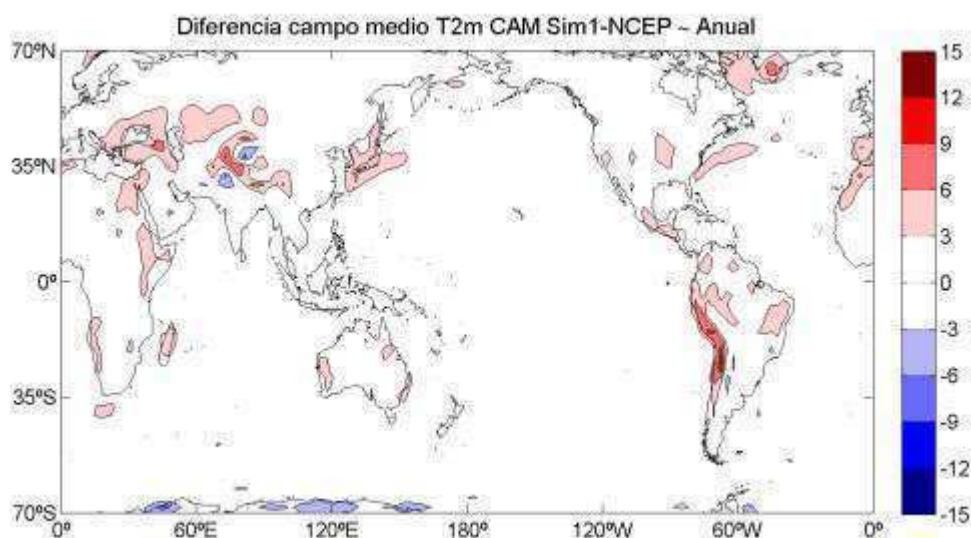 Diferencia campo medio T2m CAM Sim1-NCEP ~ Anual
70ºN
35ºN
0º
35ºS
70ºS
0º 60ºE 120ºE 180º 120ºW 60ºW 0º
15
12
9
6
3
0
-3
-6
-9
-12
-15